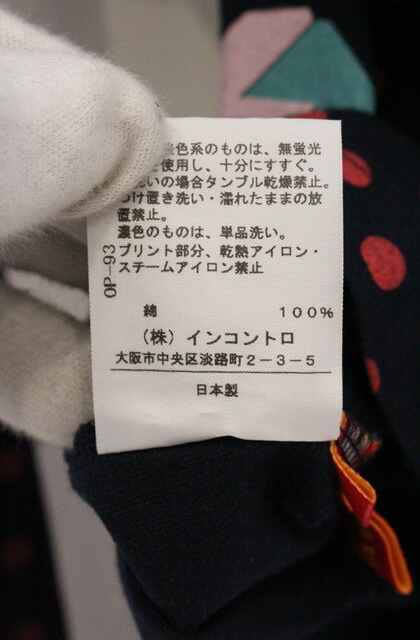 色系のものは、無蛍光
使用し、十分にすすぐ。
いの場合タンブル乾燥禁止。
つけ置き洗い・濡れたままの放
置禁止。
濃色のものは、単品洗い。
プリント部分、乾熱アイロン・
スチームアイロン禁止
OP-93
綿 100%
(株)インコントロ
大阪市中央区淡路町2-3-5
日本製